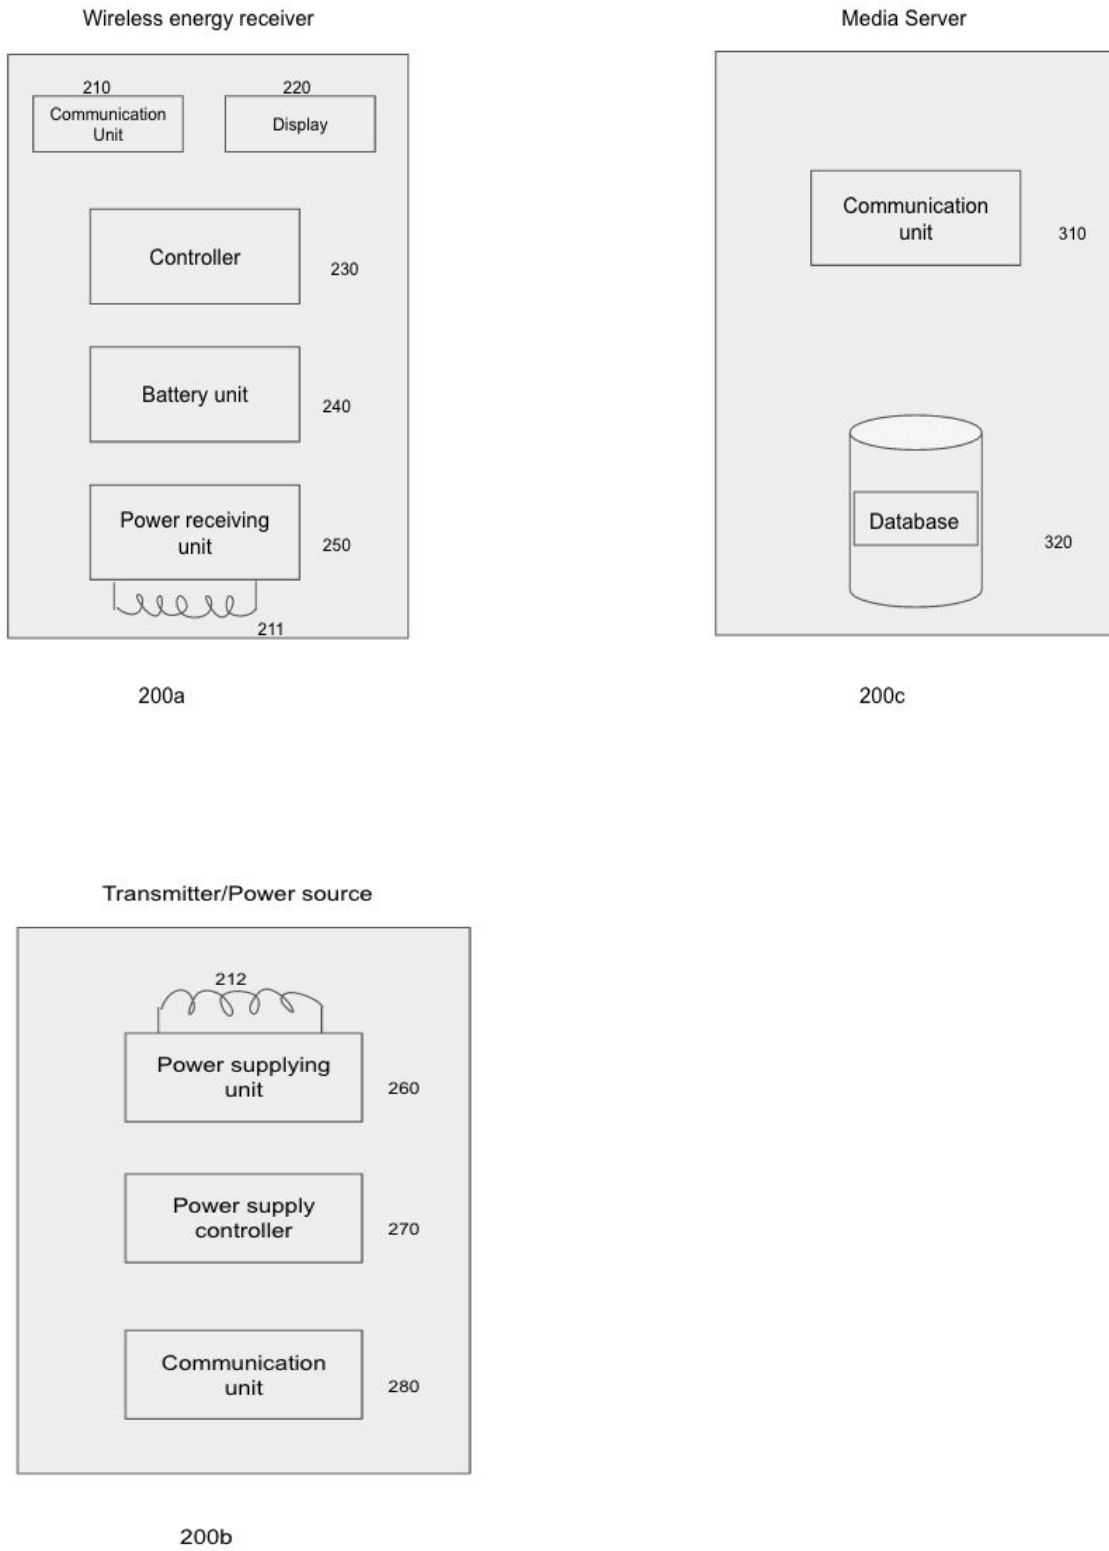 Wireless energy receiver
210
Communication
Unit
220
Display
Controller
230
Battery unit
240
Power receiving
unit
250
211
200a
Media Server
Communication
unit
310
Database
320
200c
Transmitter/Power source
212
Power supplying
unit
260
Power supply
controller
270
Communication
unit
280
200b